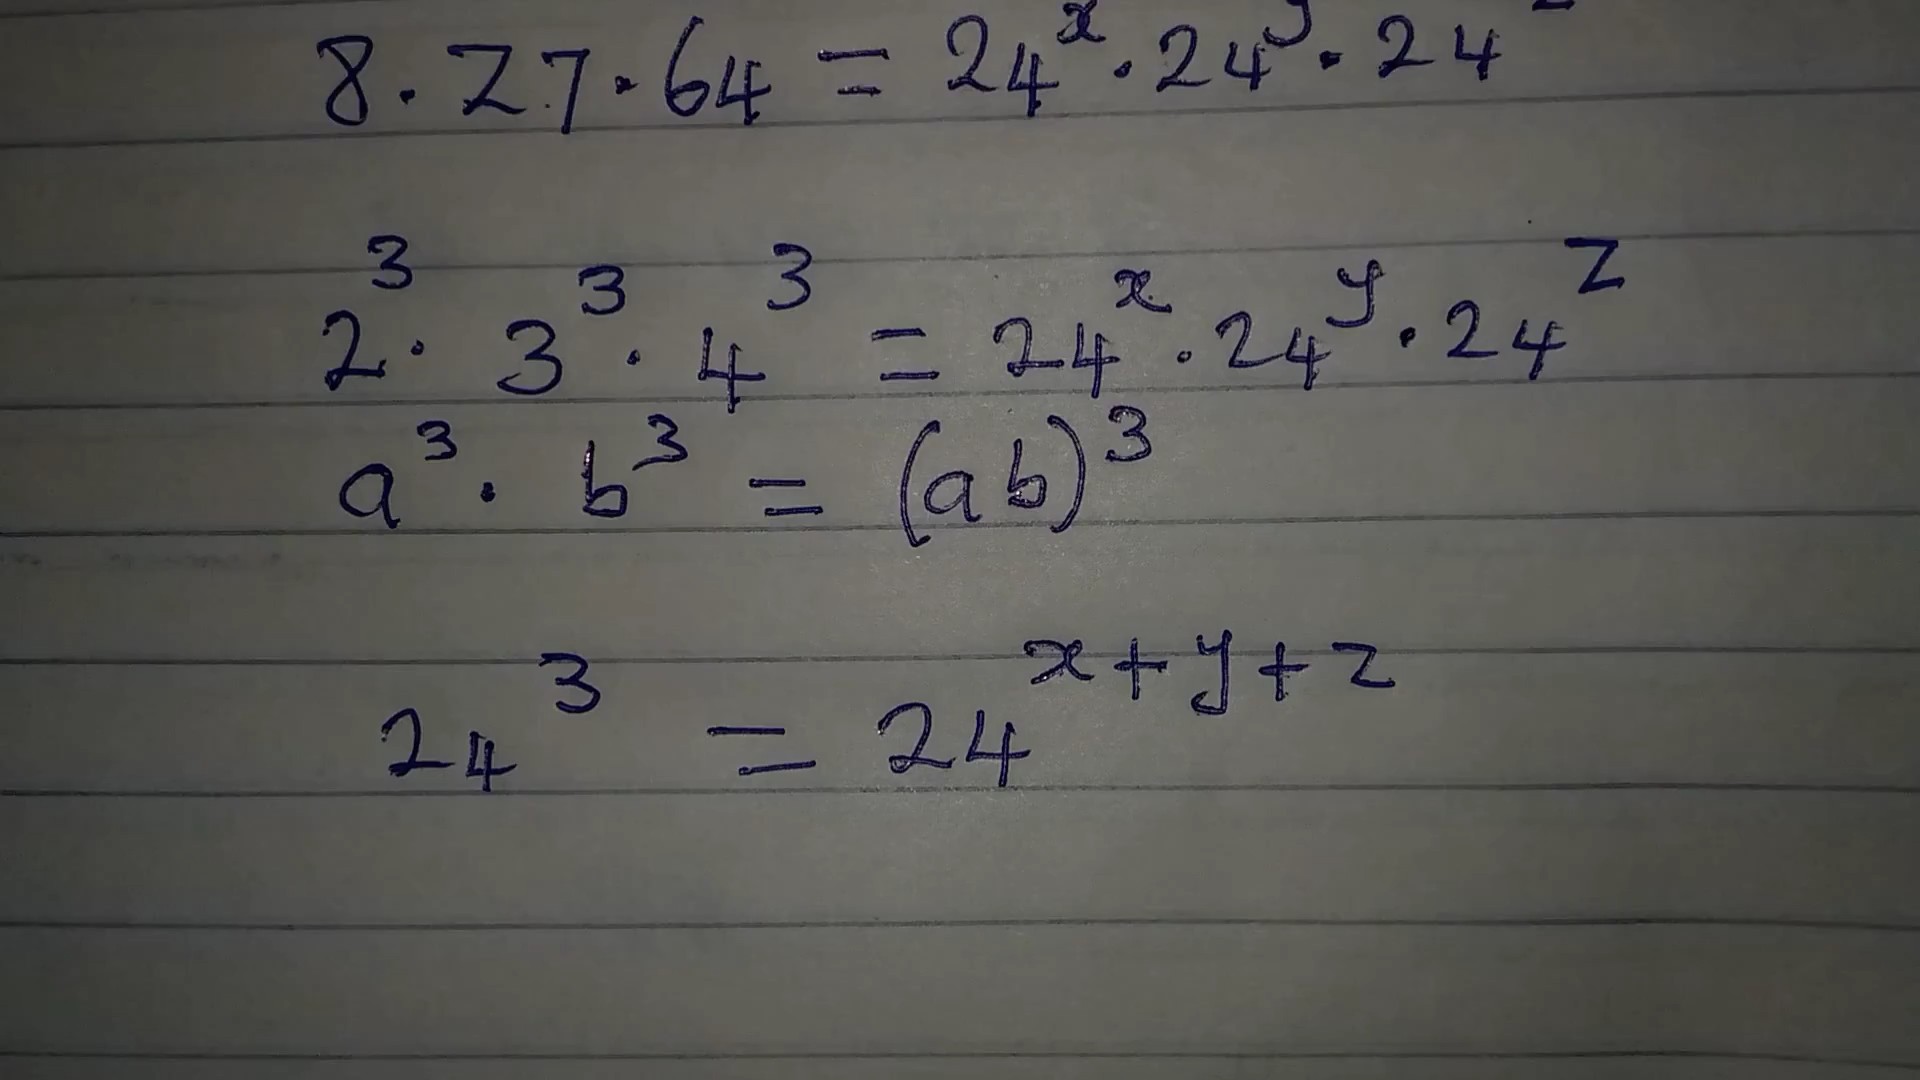 8 · 27 · 64 = 24^x · 24^y · 24^z
2^3 · 3^3 · 4^3 = 24^x · 24^y · 24^z
a^3 · b^3 = (ab)^3
24^3 = 24^x+y+z